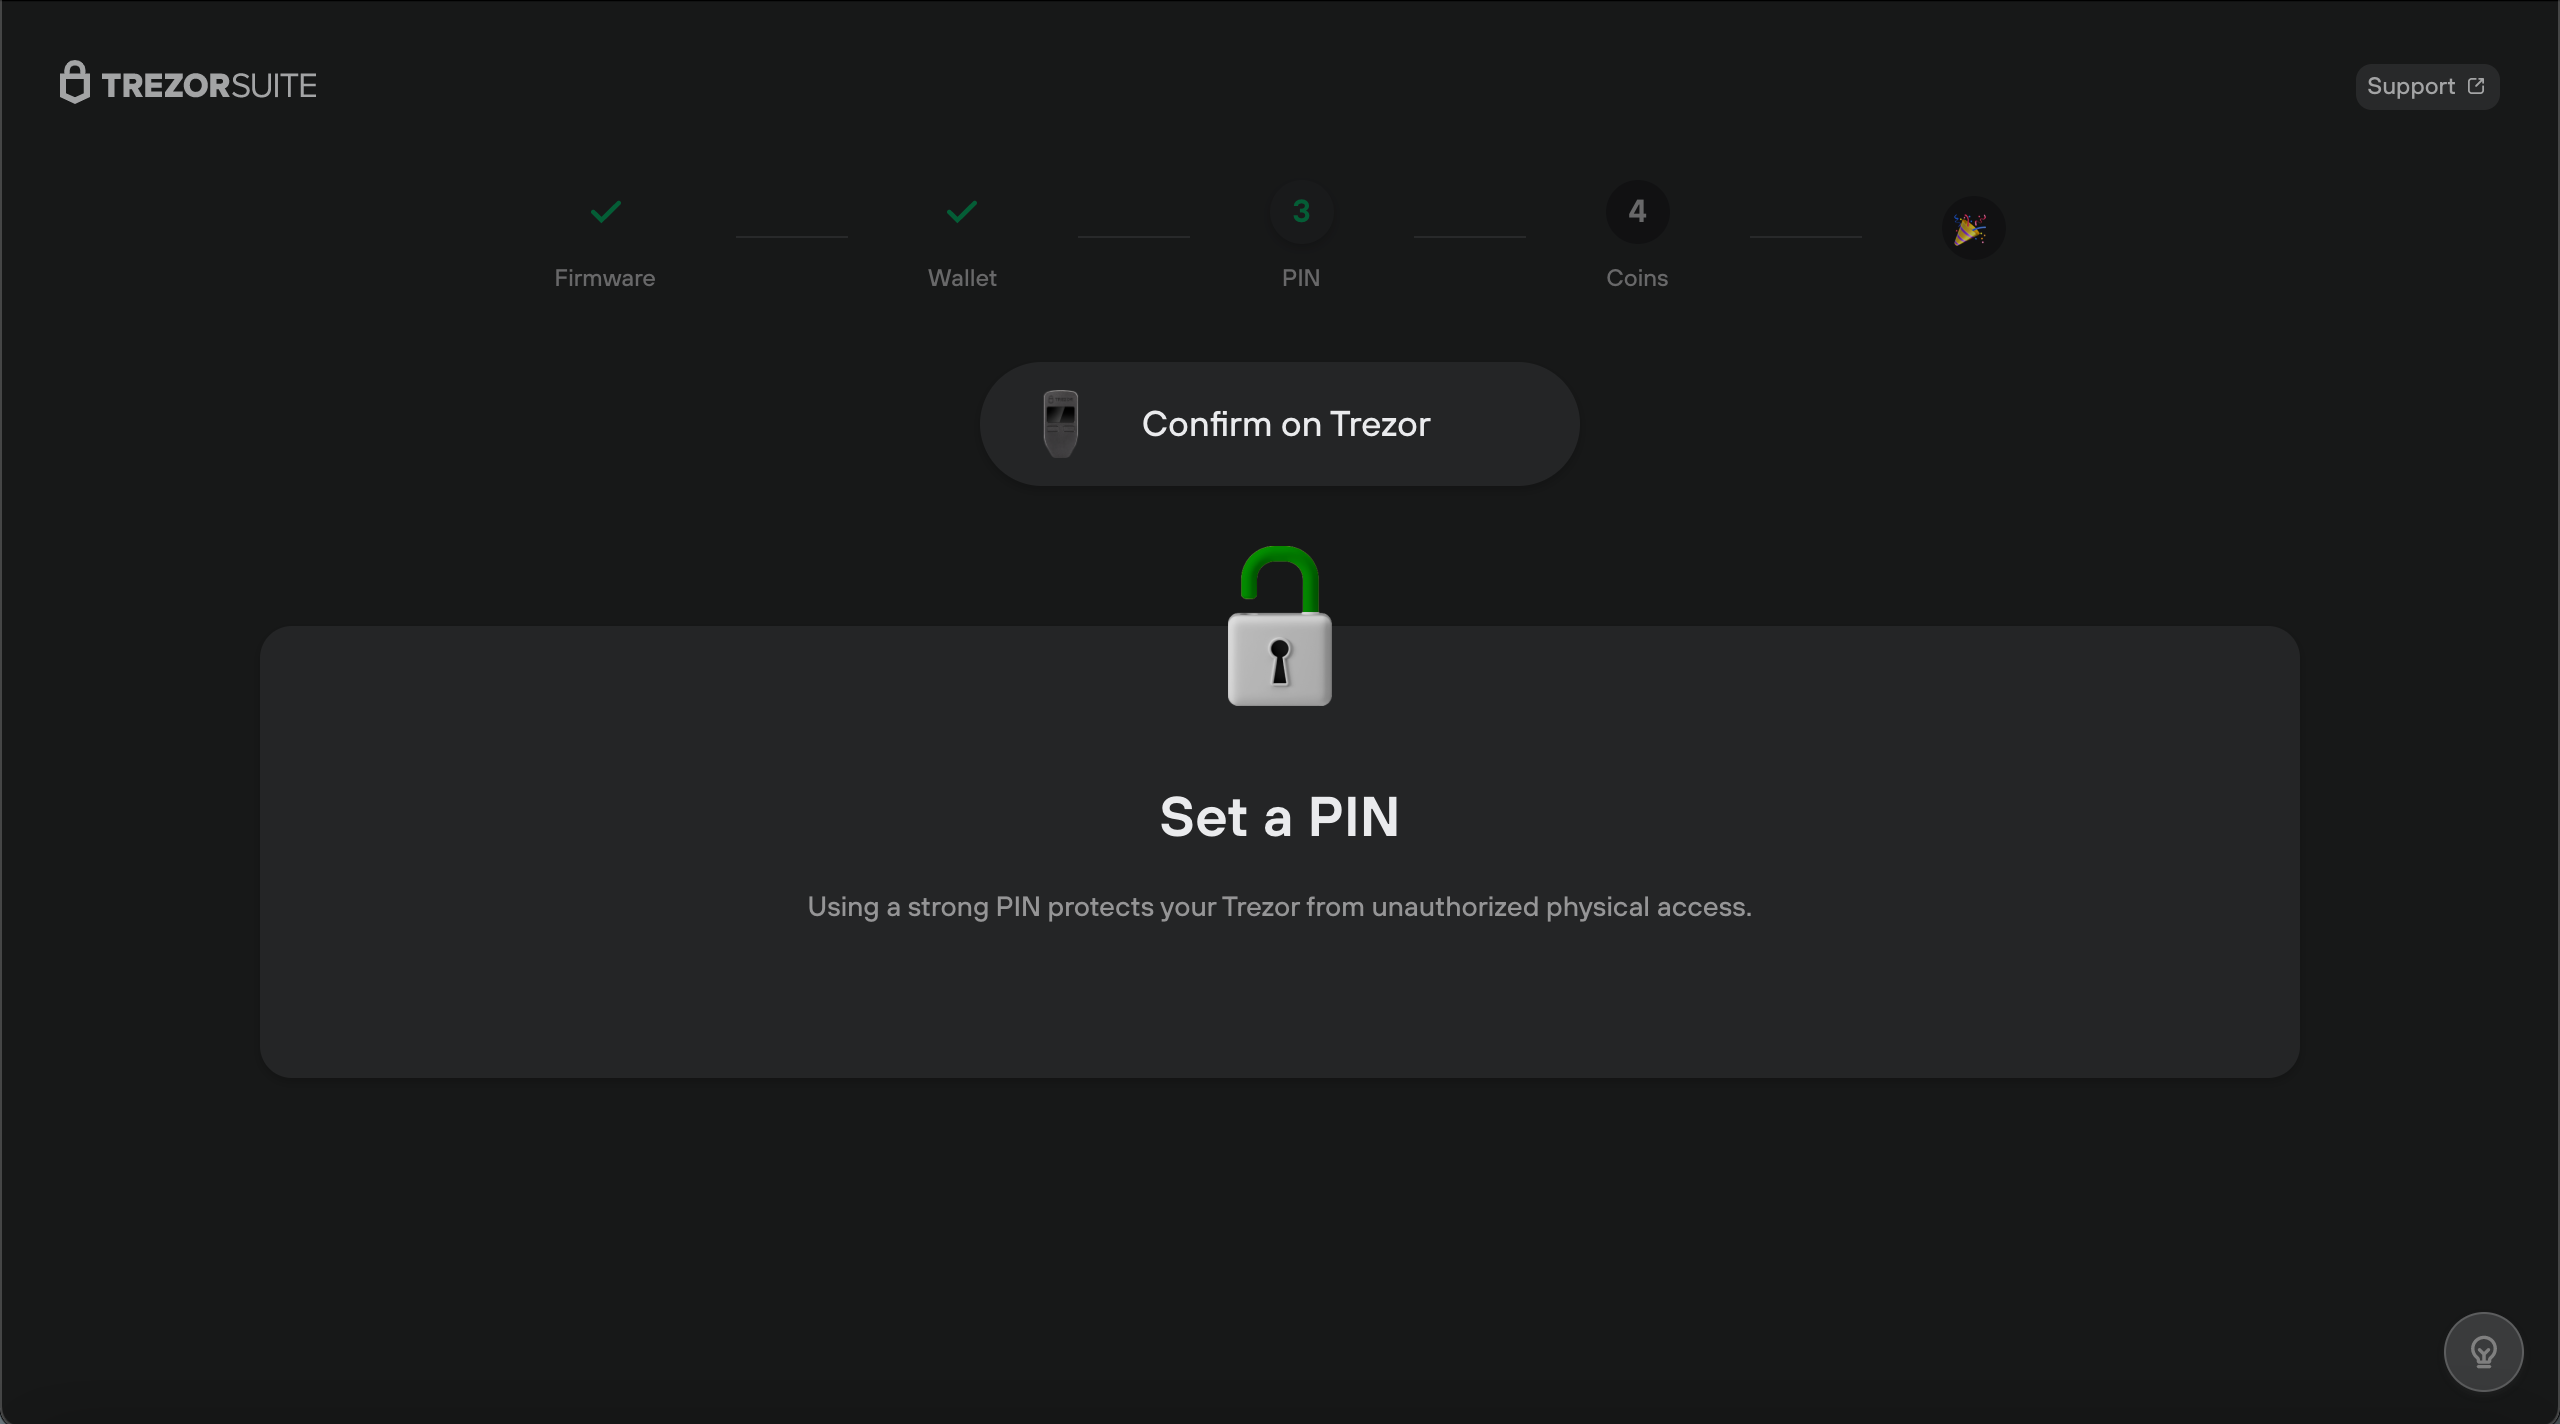 TREZORSUITE
Support
3
4
Firmware
Wallet
PIN
Coins
Confirm on Trezor
Set a PIN
Using a strong PIN protects your Trezor from unauthorized physical access.